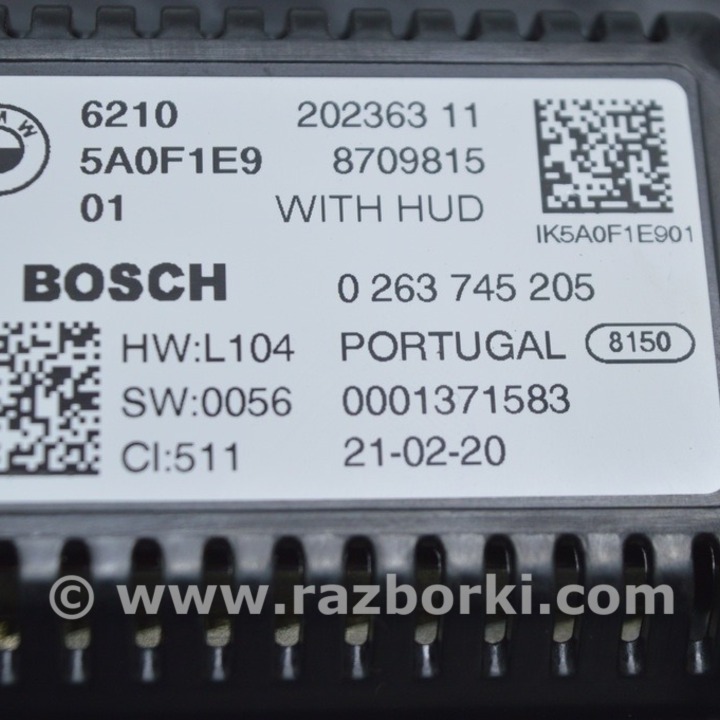 6210 202363 11
5A0F1E9 8709815
01 WITH HUD
IK5A0F1E901
BOSCH 0 263 745 205
HW:L104 PORTUGAL 8150
SW:0056 0001371583
CI:511 21-02-20
© www.razborki.com